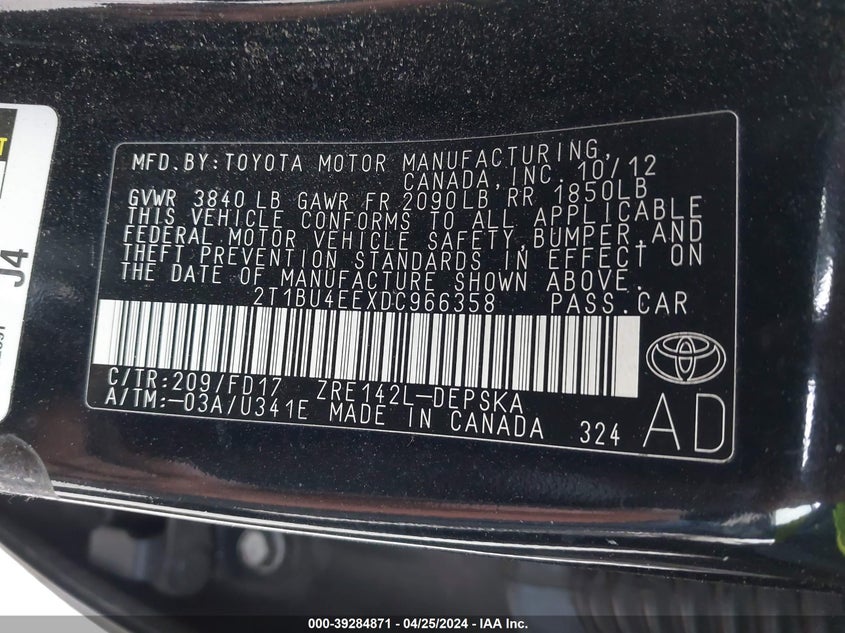 MFD.BY:TOYOTA MOTOR MANUFACTURING,
CANADA,INC. 10/12
GVWR 3840 LB GAWR FR 2090LB RR 1850LB
THIS VEHICLE CONFORMS TO ALL APPLICABLE
FEDERAL MOTOR VEHICLE SAFETY,BUMPER,AND
THEFT PREVENTION STANDARDS IN EFFECT ON
THE DATE OF MANUFACTURE SHOWN ABOVE.
2T1BU4EEXDC966358 PASS.CAR
C/TR:209/FD17 ZRE142L-DEPSKA
A/TM:-03A/U341E MADE IN CANADA 324
AD
J4
000-39284871 - 04/25/2024 - IAA Inc.